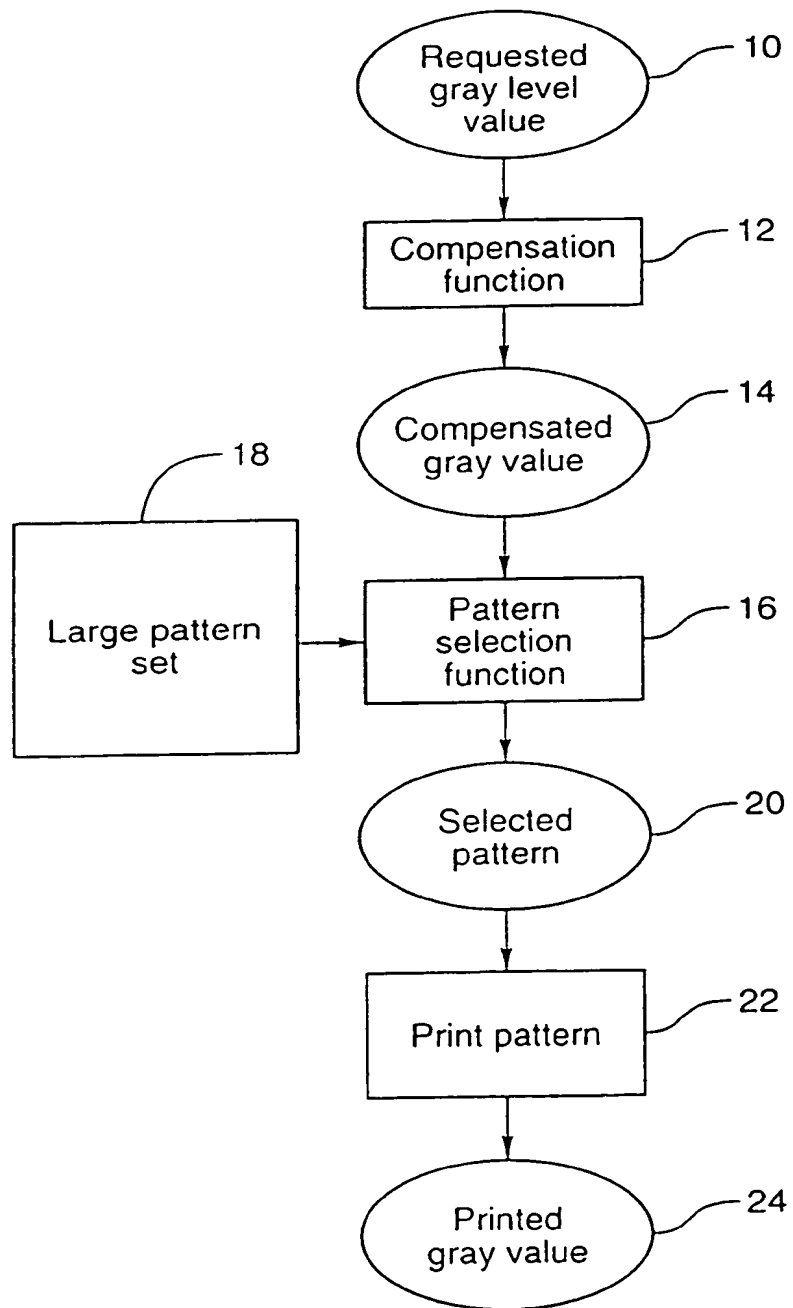 Requested
gray level
value
10
Compensation
function
12
Compensated
gray value
14
18
Large pattern
set
Pattern
selection
function
16
Selected
pattern
20
Print pattern
22
Printed
gray value
24